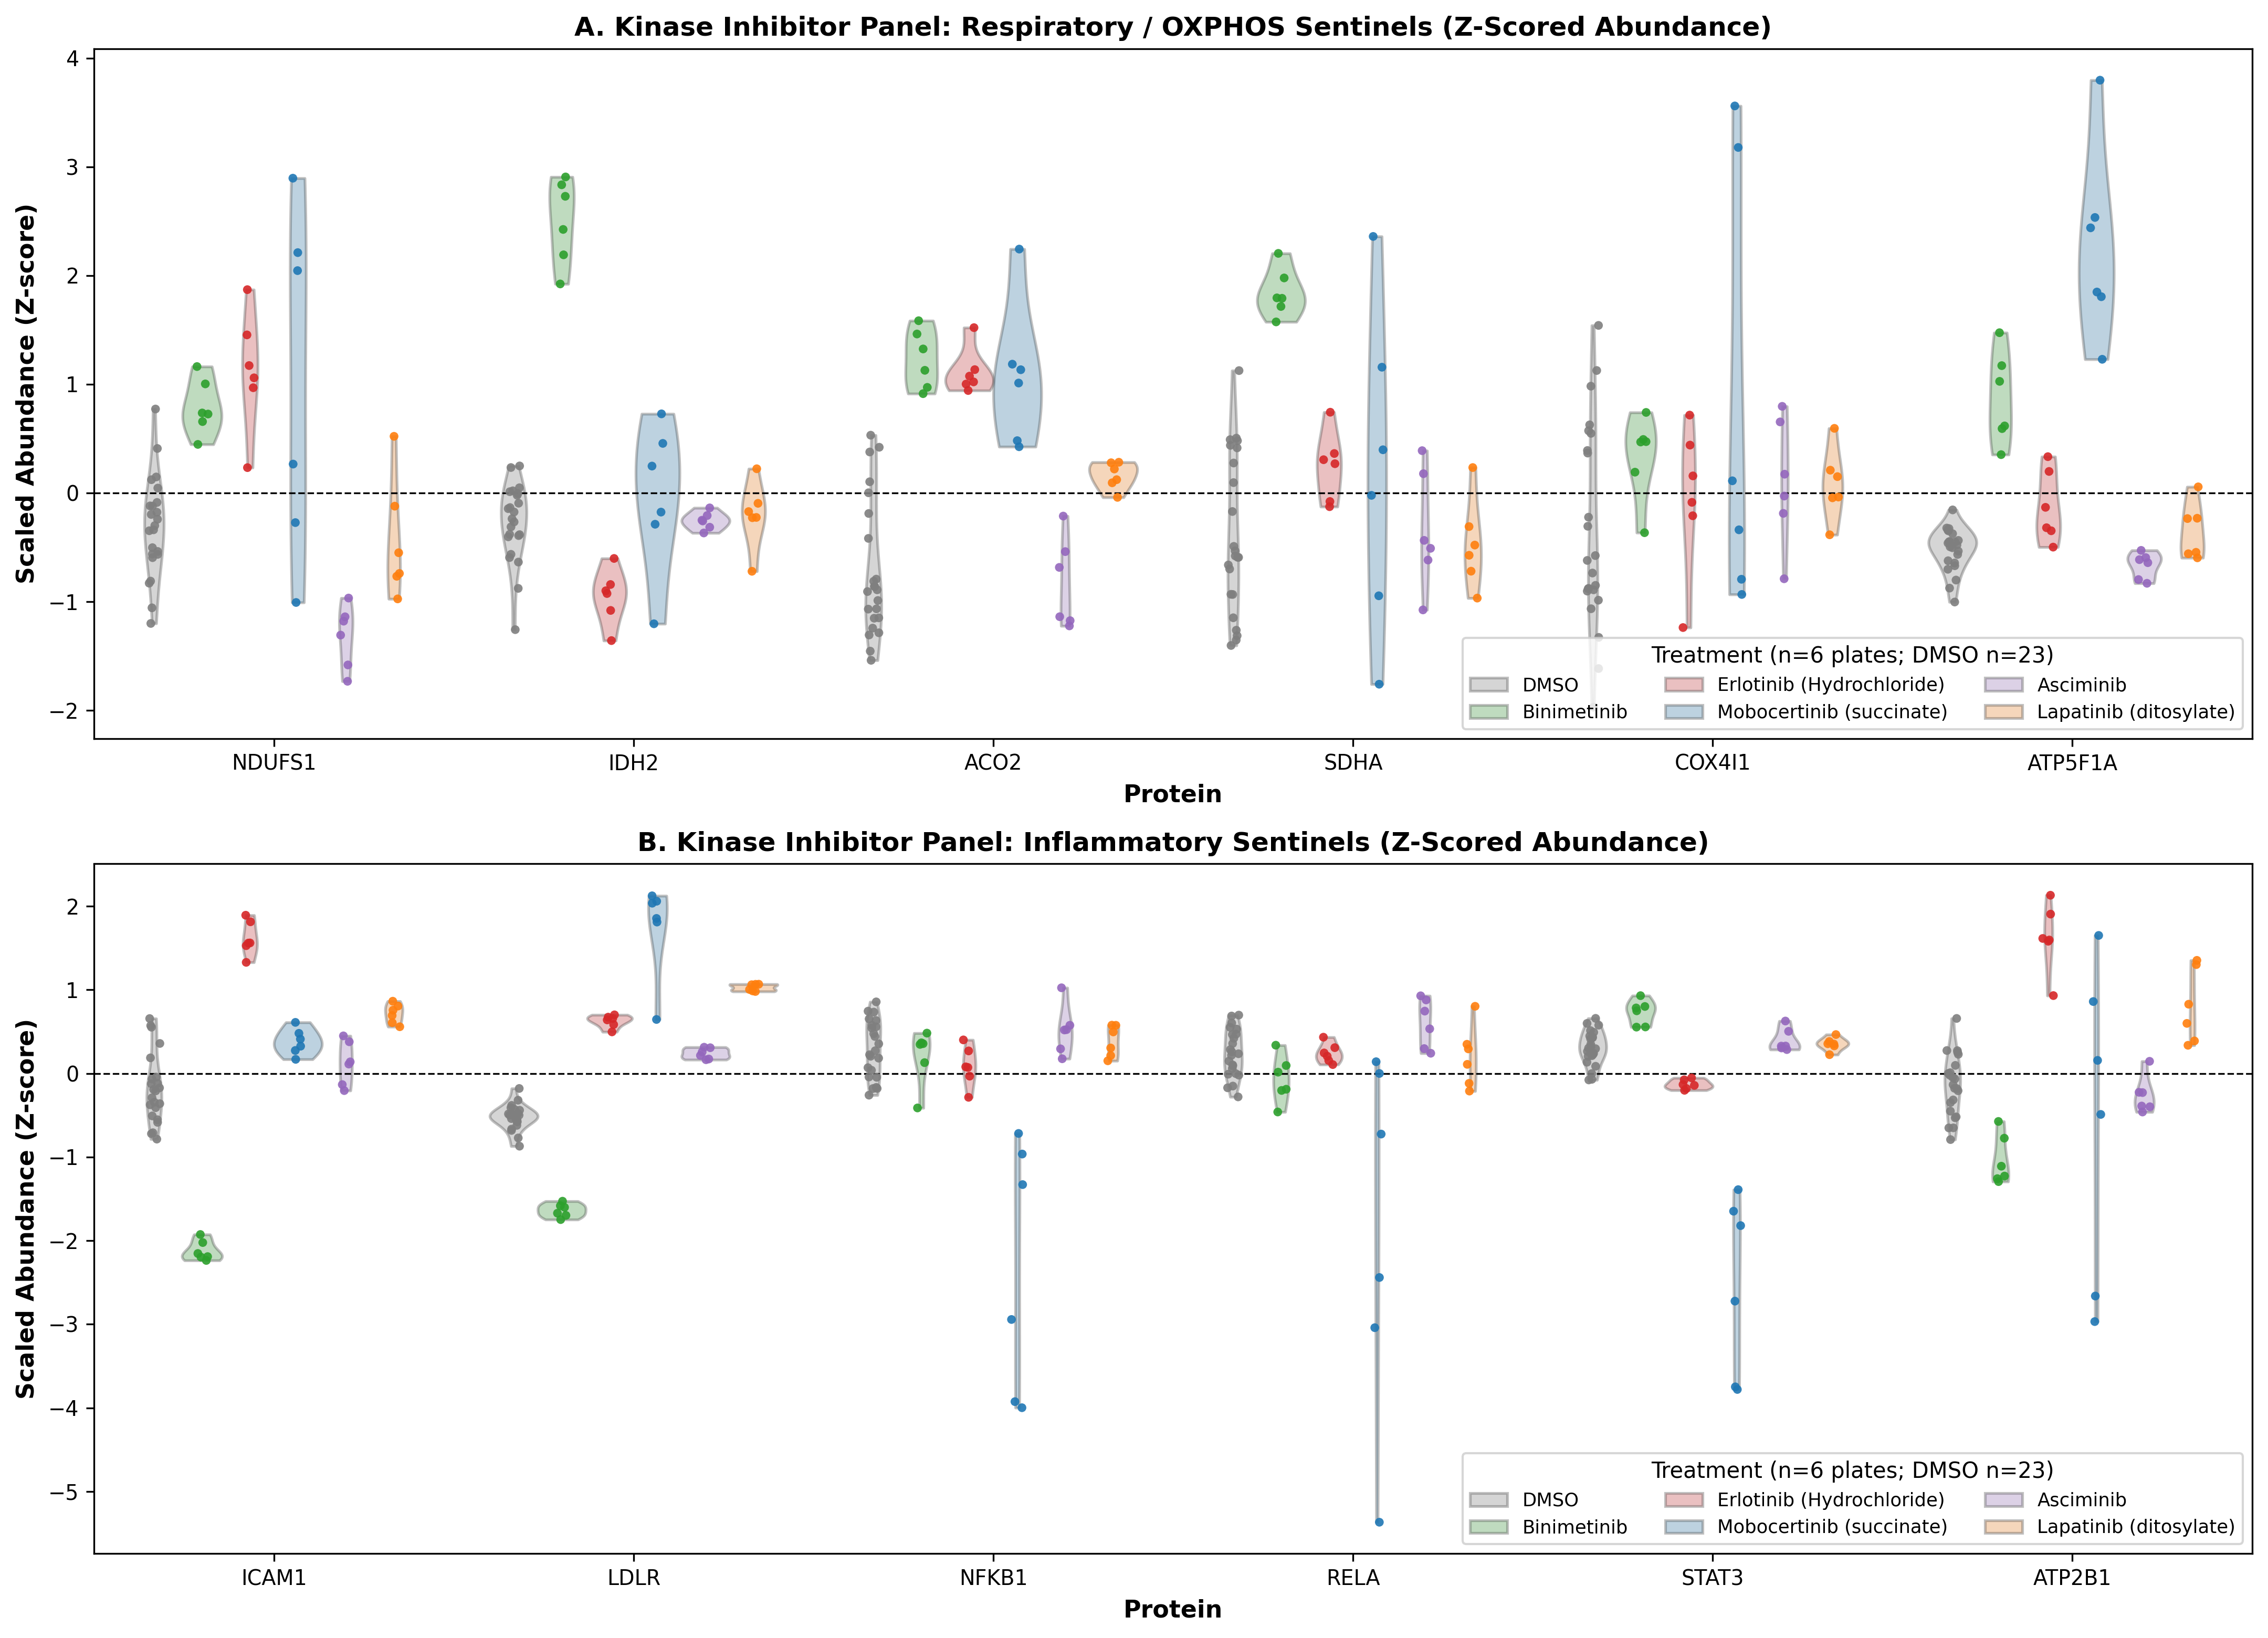 A. Kinase Inhibitor Panel: Respiratory / OXPHOS Sentinels (Z-Scored Abundance)
Scaled Abundance (Z-score)
4
3
2
1
0
−1
−2
Treatment (n=6 plates; DMSO n=23)
DMSO Erlotinib (Hydrochloride) Asciminib
Binimetinib Mobocertinib (succinate) Lapatinib (ditosylate)
NDUFS1 IDH2 ACO2 SDHA COX4I1 ATP5F1A
Protein
B. Kinase Inhibitor Panel: Inflammatory Sentinels (Z-Scored Abundance)
Scaled Abundance (Z-score)
2
1
0
−1
−2
−3
−4
−5
Treatment (n=6 plates; DMSO n=23)
DMSO Erlotinib (Hydrochloride) Asciminib
Binimetinib Mobocertinib (succinate) Lapatinib (ditosylate)
ICAM1 LDLR NFKB1 RELA STAT3 ATP2B1
Protein